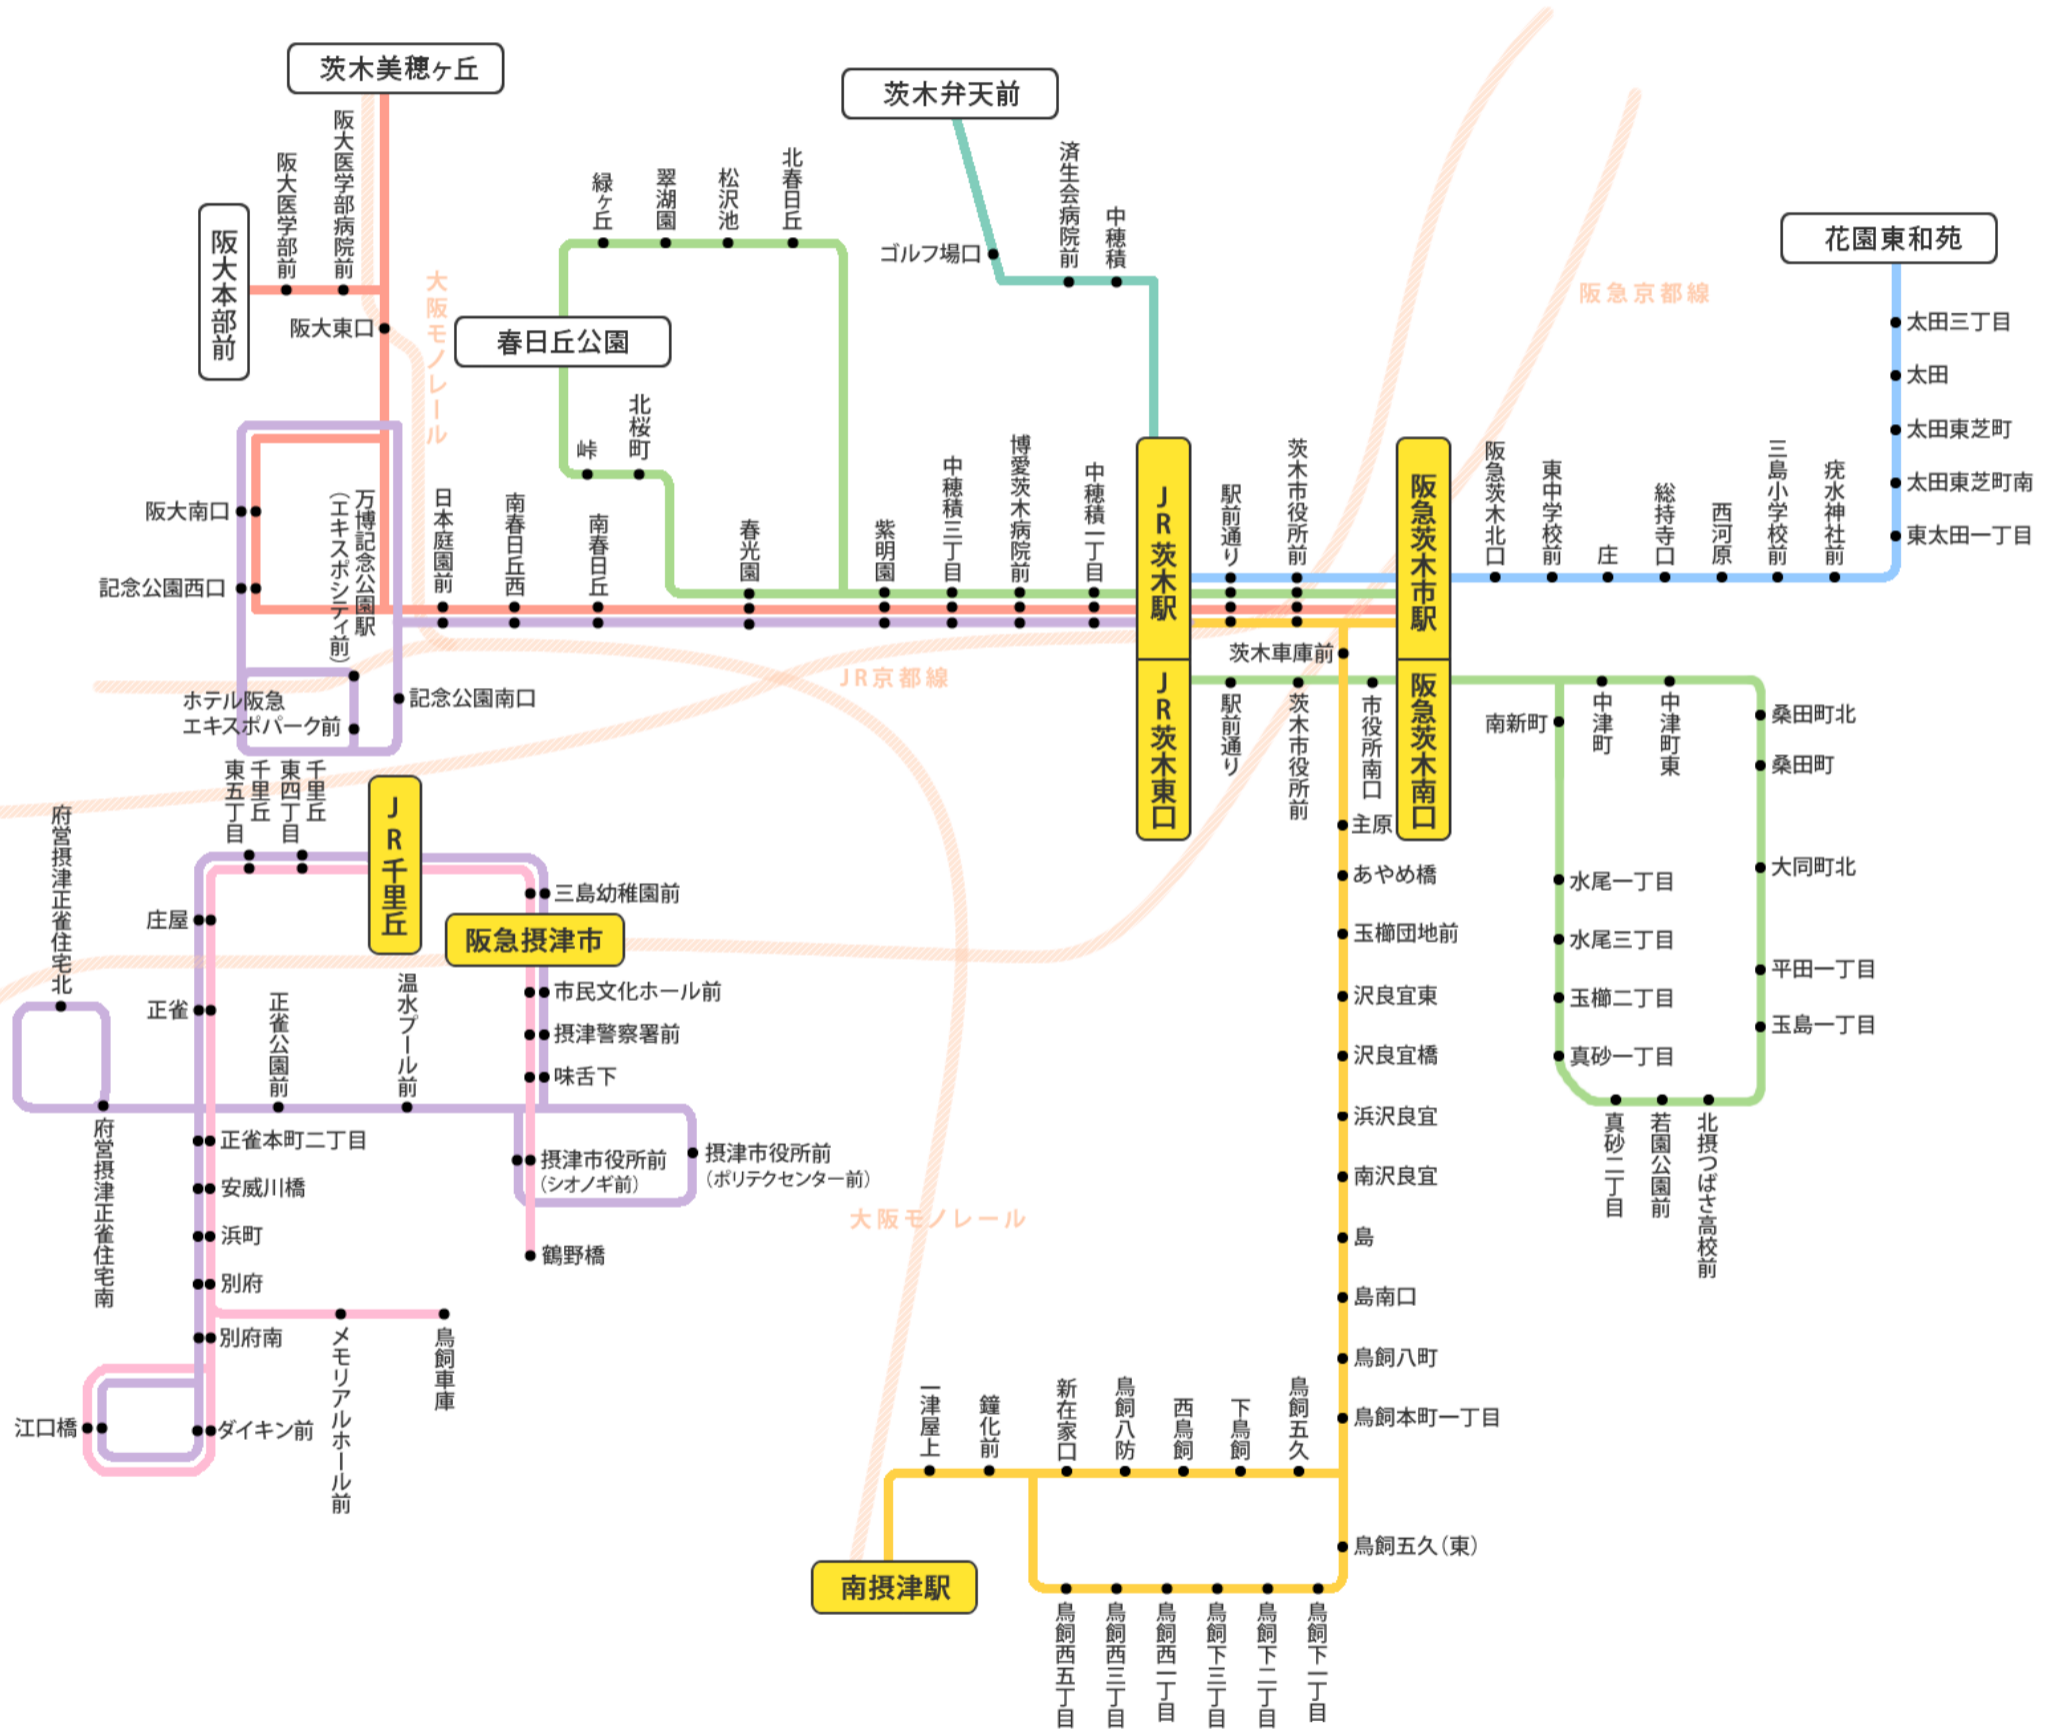 茨木美穂ヶ丘
茨木弁天前
阪大医学部病院前
阪大医学部前
阪大本部前
阪大東口
大阪モノレール
緑ヶ丘
翠湖園
松沢池
北春日丘
春日丘公園
峠
北桜町
ゴルフ場口
済生会病院前
中穂積
阪急京都線
花園東和苑
太田三丁目
太田
太田東芝町
太田東芝町南
東太田一丁目
阪大南口
記念公園西口
万博記念公園駅
(エキスポシティ前)
日本庭園前
南春日丘西
南春日丘
春光園
紫明園
中穂積三丁目
博愛茨木病院前
中穂積一丁目
JR茨木駅
駅前通り
茨木市役所前
阪急茨木市駅
阪急茨木北口
東中学校前
庄
総持寺口
西河原
三島小学校前
疣水神社前
ホテル阪急
エキスポパーク前
記念公園南口
JR京都線
茨木車庫前
JR茨木東口
駅前通り
茨木市役所前
市役所南口
阪急茨木南口
南新町
中津町
中津町東
桑田町北
桑田町
大同町北
平田一丁目
玉島一丁目
水尾一丁目
水尾三丁目
玉櫛二丁目
真砂一丁目
真砂二丁目
若園公園前
北摂つばさ高校前
千里丘
東五丁目
千里丘
東四丁目
JR千里丘
府営摂津正雀住宅北
庄屋
正雀
三島幼稚園前
阪急摂津市
市民文化ホール前
摂津警察署前
味舌下
正雀公園前
温水プール前
府営摂津正雀住宅南
正雀本町二丁目
安威川橋
浜町
別府
別府南
摂津市役所前
(シオノギ前)
摂津市役所前
(ポリテクセンター前)
鶴野橋
大阪モノレール
江口橋
ダイキン前
メモリアルホール前
鳥飼車庫
主原
あやめ橋
玉櫛団地前
沢良宜東
沢良宜橋
浜沢良宜
南沢良宜
島
島南口
鳥飼八町
鳥飼本町一丁目
一津屋上
鐘化前
新在家口
鳥飼八防
西鳥飼
下鳥飼
鳥飼五久
鳥飼五久(東)
南摂津駅
鳥飼西五丁目
鳥飼西三丁目
鳥飼西一丁目
鳥飼下三丁目
鳥飼下二丁目
鳥飼下一丁目